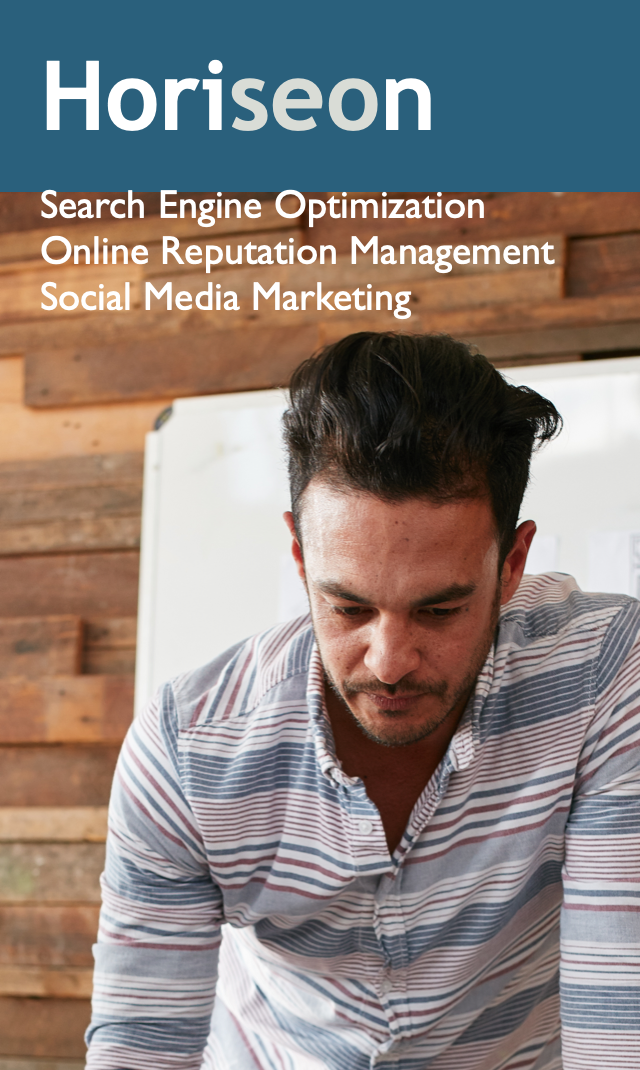 Horiseon
Search Engine Optimization
Online Reputation Management
Social Media Marketing